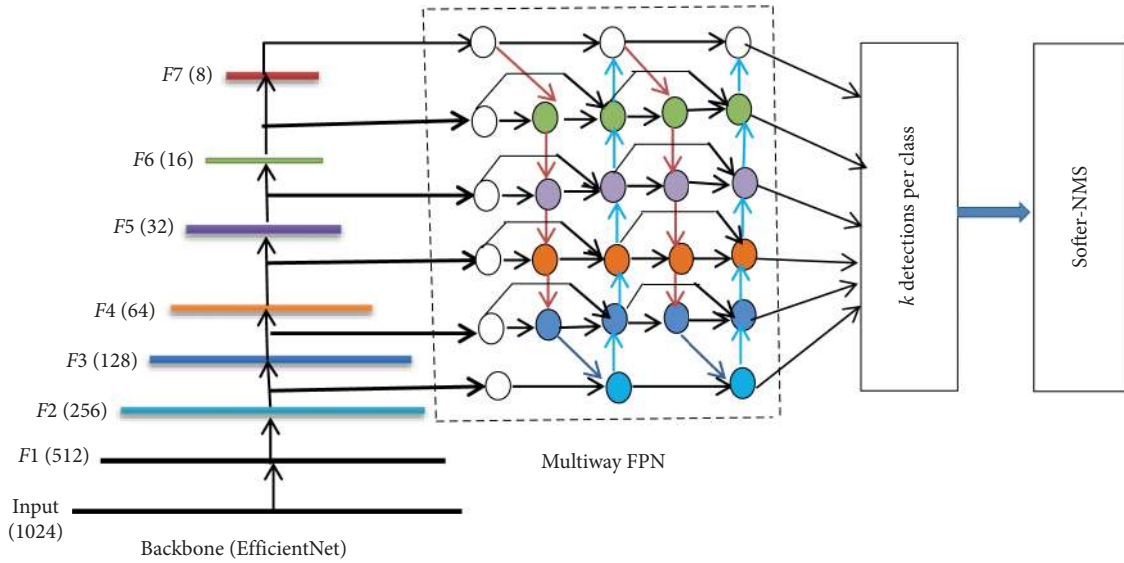 F7 (8)
F6 (16)
F5 (32)
F4 (64)
F3 (128)
F2 (256)
F1 (512)
Input
(1024)
Backbone (EfficientNet)
Multiway FPN
k detections per class
Softer-NMS